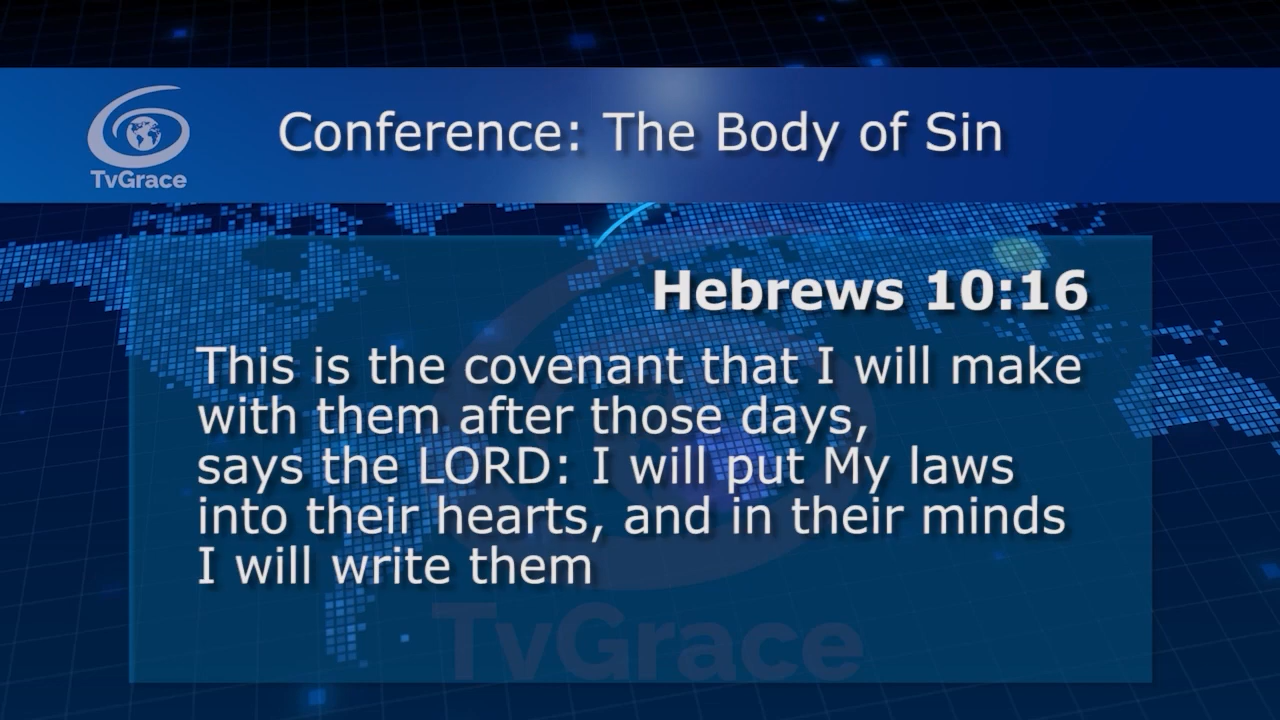 Conference: The Body of Sin
TvGrace
Hebrews 10:16
This is the covenant that I will make
with them after those days,
says the LORD: I will put My laws
into their hearts, and in their minds
I will write them
TvGrace